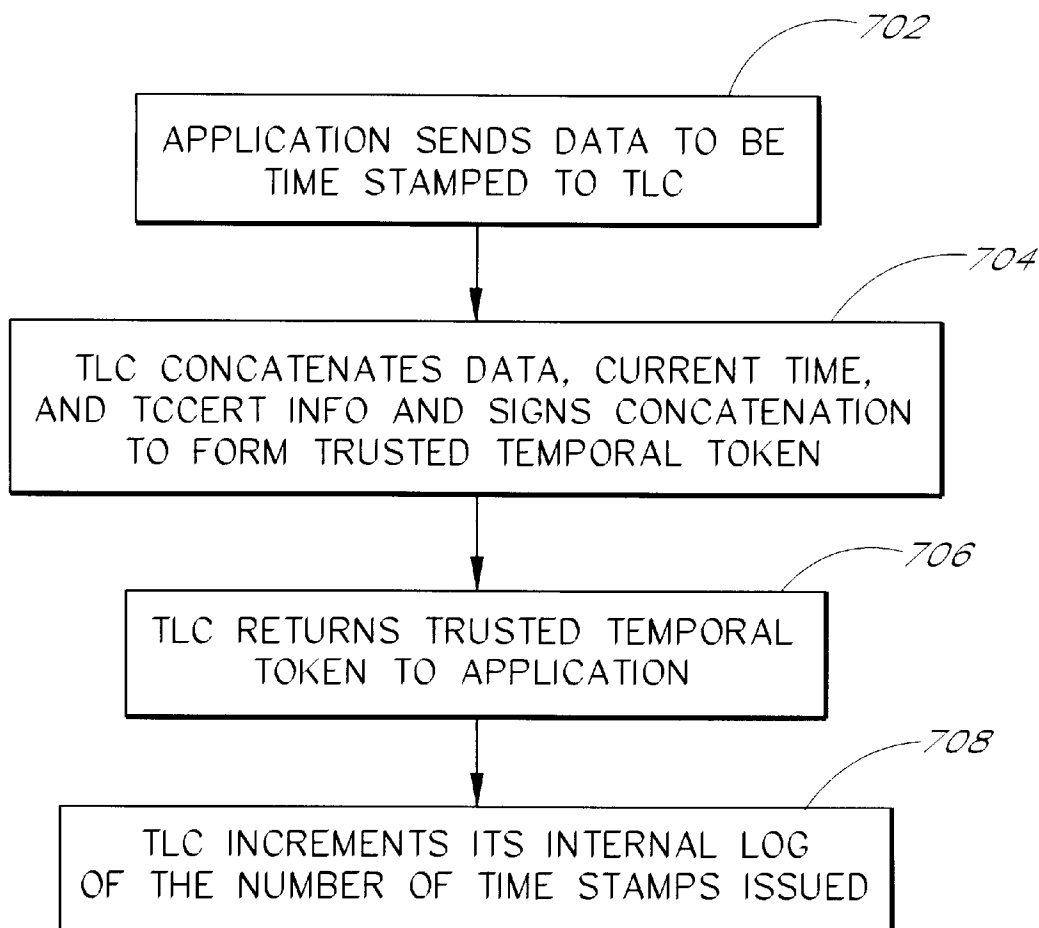 702
APPLICATION SENDS DATA TO BE
TIME STAMPED TO TLC
704
TLC CONCATENATES DATA, CURRENT TIME,
AND TCCERT INFO AND SIGNS CONCATENATION
TO FORM TRUSTED TEMPORAL TOKEN
706
TLC RETURNS TRUSTED TEMPORAL
TOKEN TO APPLICATION
708
TLC INCREMENTS ITS INTERNAL LOG
OF THE NUMBER OF TIME STAMPS ISSUED